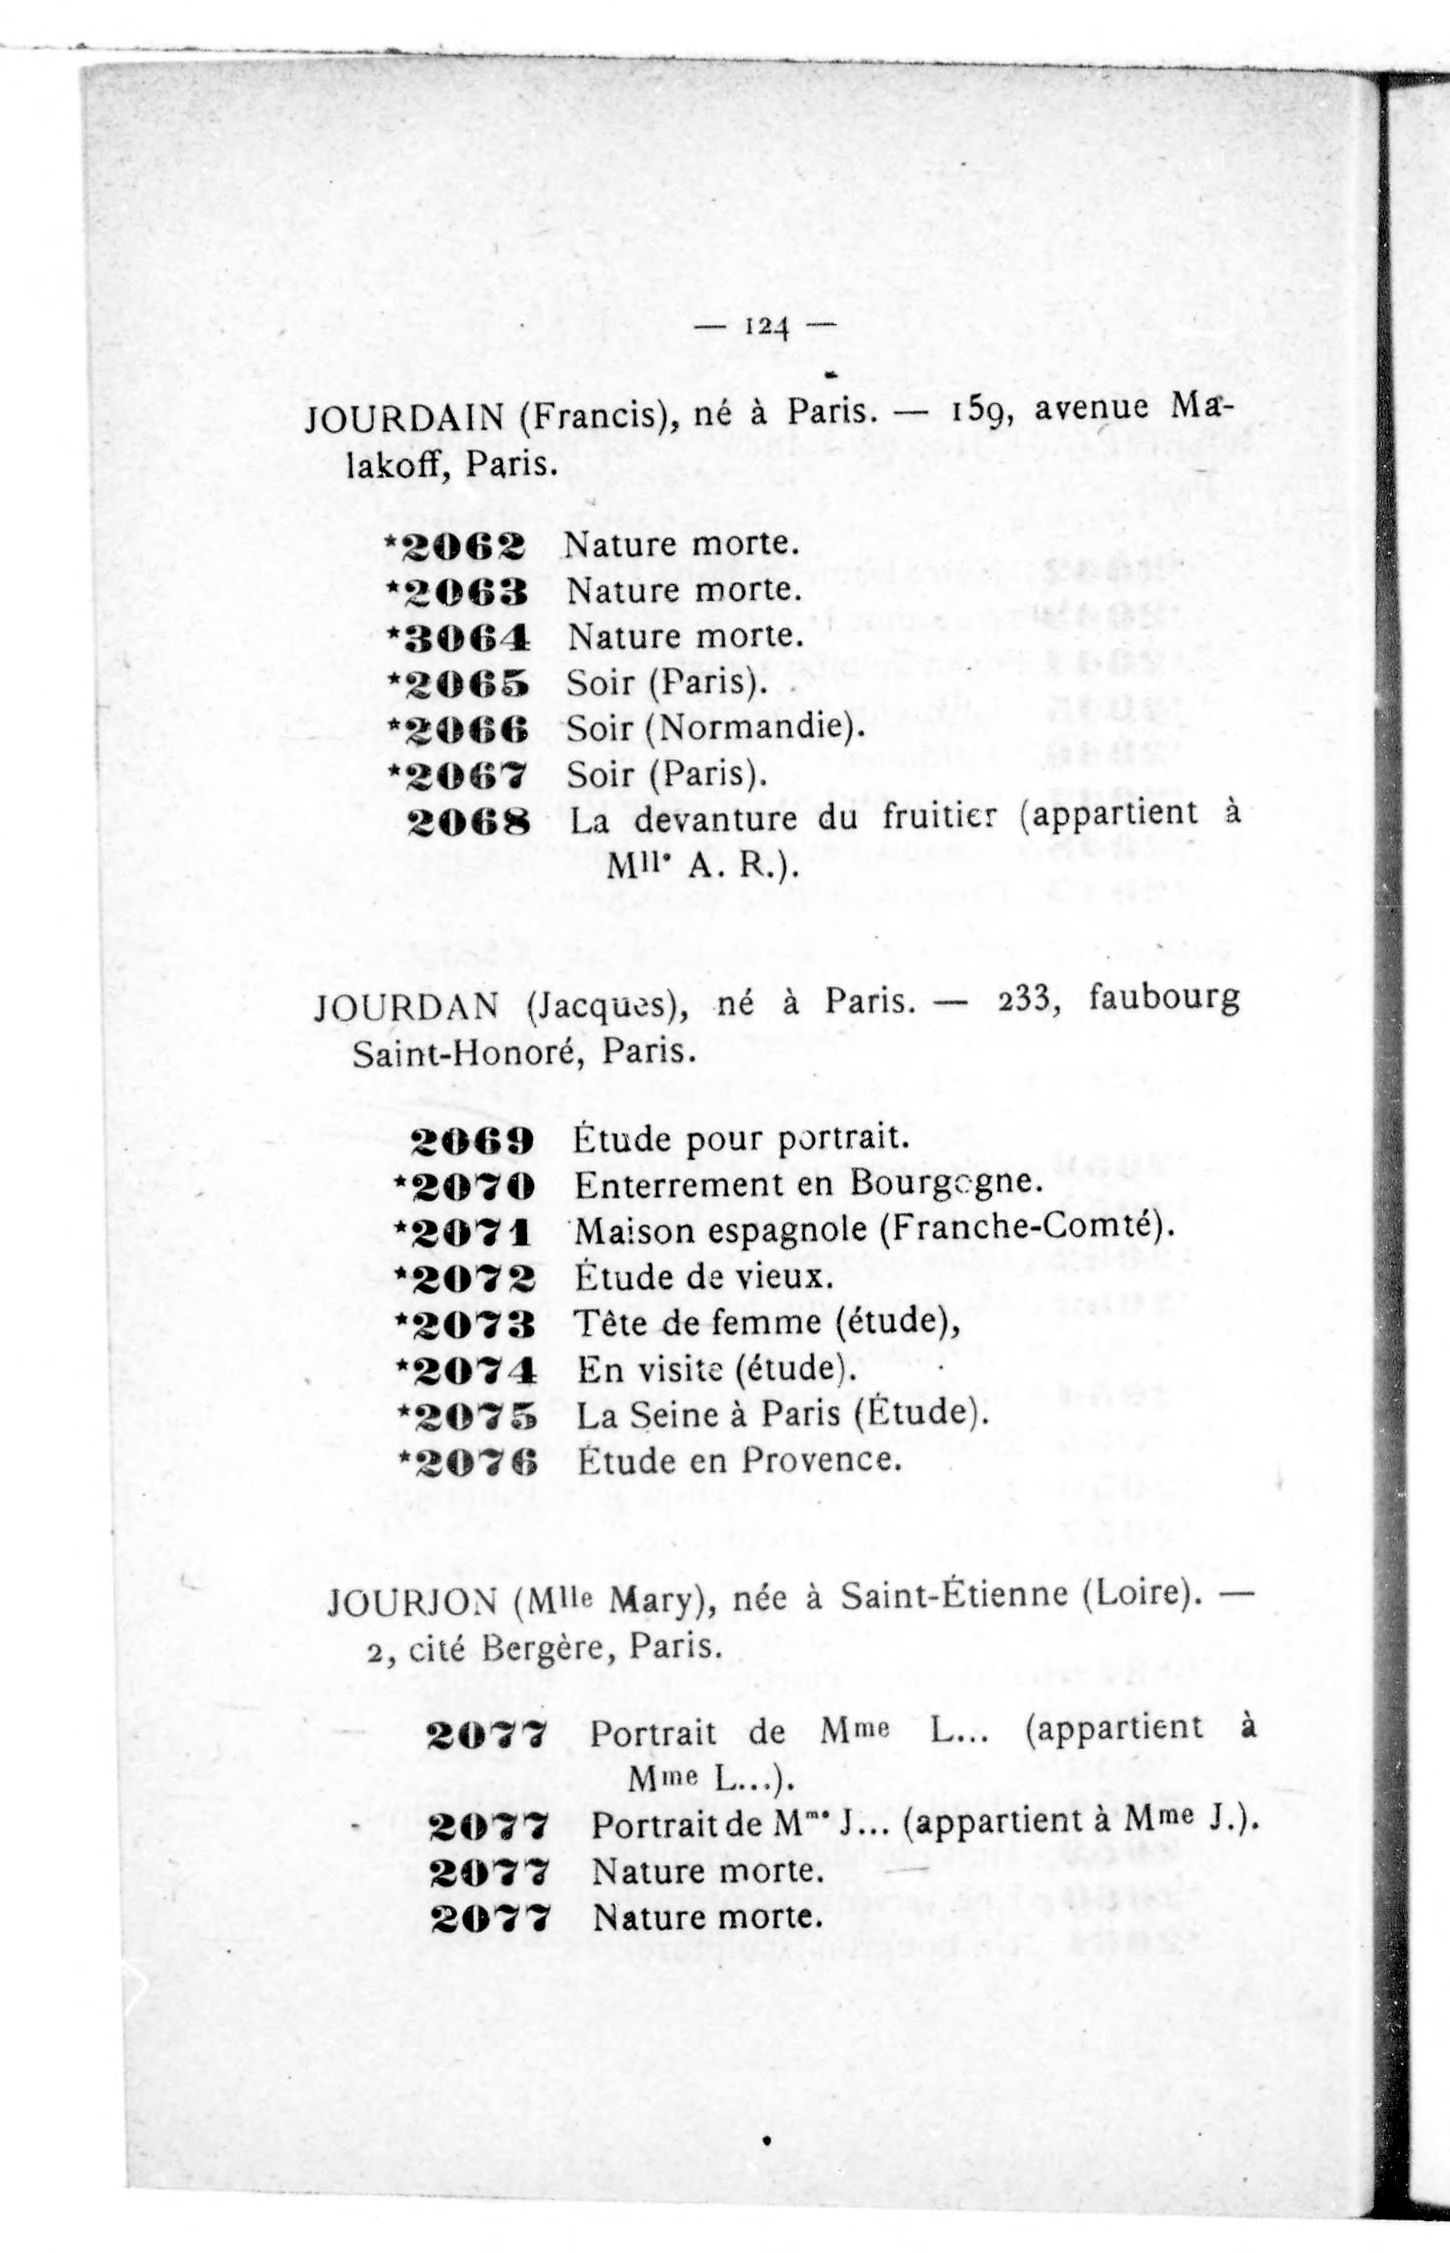 — 124 —
JOURDAIN (Francis), né à Paris. — 159, avenue Ma-
lakoff, Paris.
*2062 Nature morte.
*2063 Nature morte.
*3064 Nature morte.
*2065 Soir (Paris).
*2066 Soir (Normandie).
*2067 Soir (Paris).
2068 La devanture du fruitier (appartient à
Mlle A. R.).
JOURDAN (Jacques), né à Paris. — 233, faubourg
Saint-Honoré, Paris.
2069 Étude pour portrait.
*2070 Enterrement en Bourgogne.
*2071 Maison espagnole (Franche-Comté).
*2072 Étude de vieux.
*2073 Tête de femme (étude),
*2074 En visite (étude).
*2075 La Seine à Paris (Étude).
*2076 Étude en Provence.
JOURJON (Mlle Mary), née à Saint-Étienne (Loire). —
2, cité Bergère, Paris.
2077 Portrait de Mme L... (appartient à
Mme L...).
2077 Portrait de Mme J... (appartient à Mme J.).
2077 Nature morte.
2077 Nature morte.